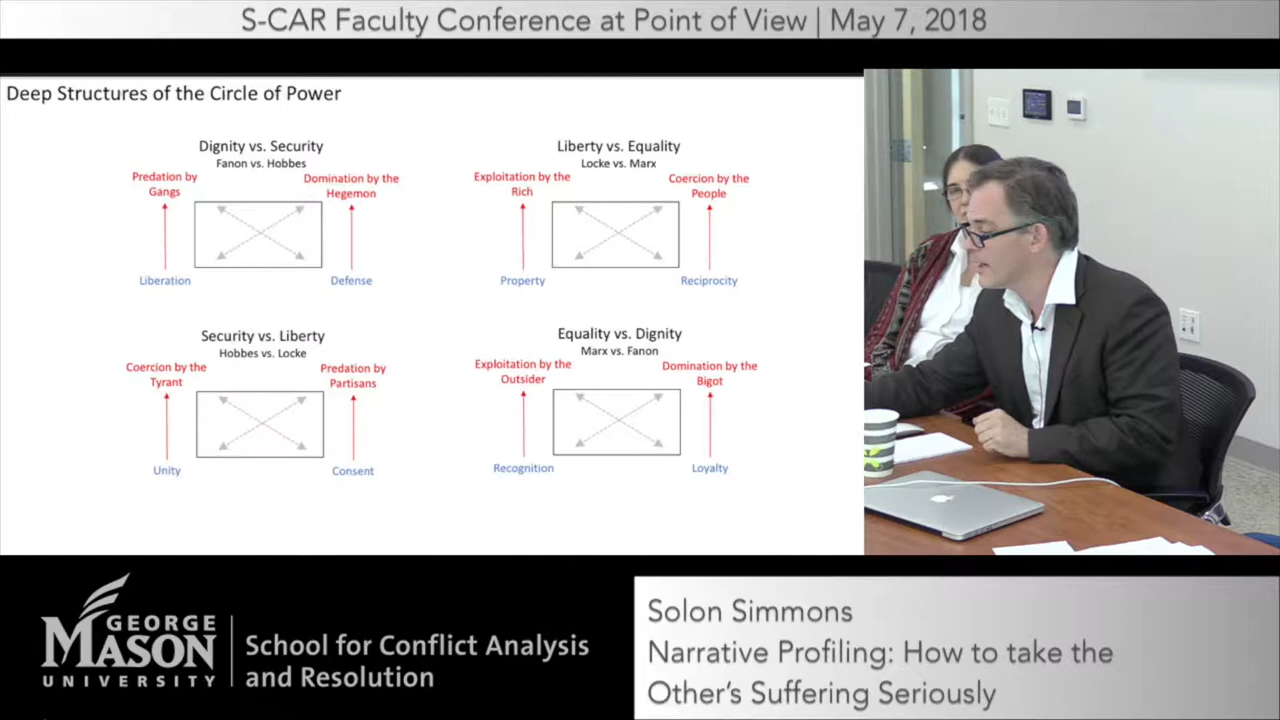 S-CAR Faculty Conference at Point of View | May 7, 2018
Deep Structures of the Circle of Power
Dignity vs. Security
Fanon vs. Hobbes
Predation by
Gangs
Domination by the
Hegemon
Liberation
Defense
Liberty vs. Equality
Locke vs. Marx
Exploitation by the
Rich
Coercion by the
People
Property
Reciprocity
Security vs. Liberty
Hobbes vs. Locke
Coercion by the
Tyrant
Predation by
Partisans
Unity
Consent
Equality vs. Dignity
Marx vs. Fanon
Exploitation by the
Outsider
Domination by the
Bigot
Recognition
Loyalty
GEORGE
MASON
UNIVERSITY
School for Conflict Analysis
and Resolution
Solon Simmons
Narrative Profiling: How to take the
Other's Suffering Seriously